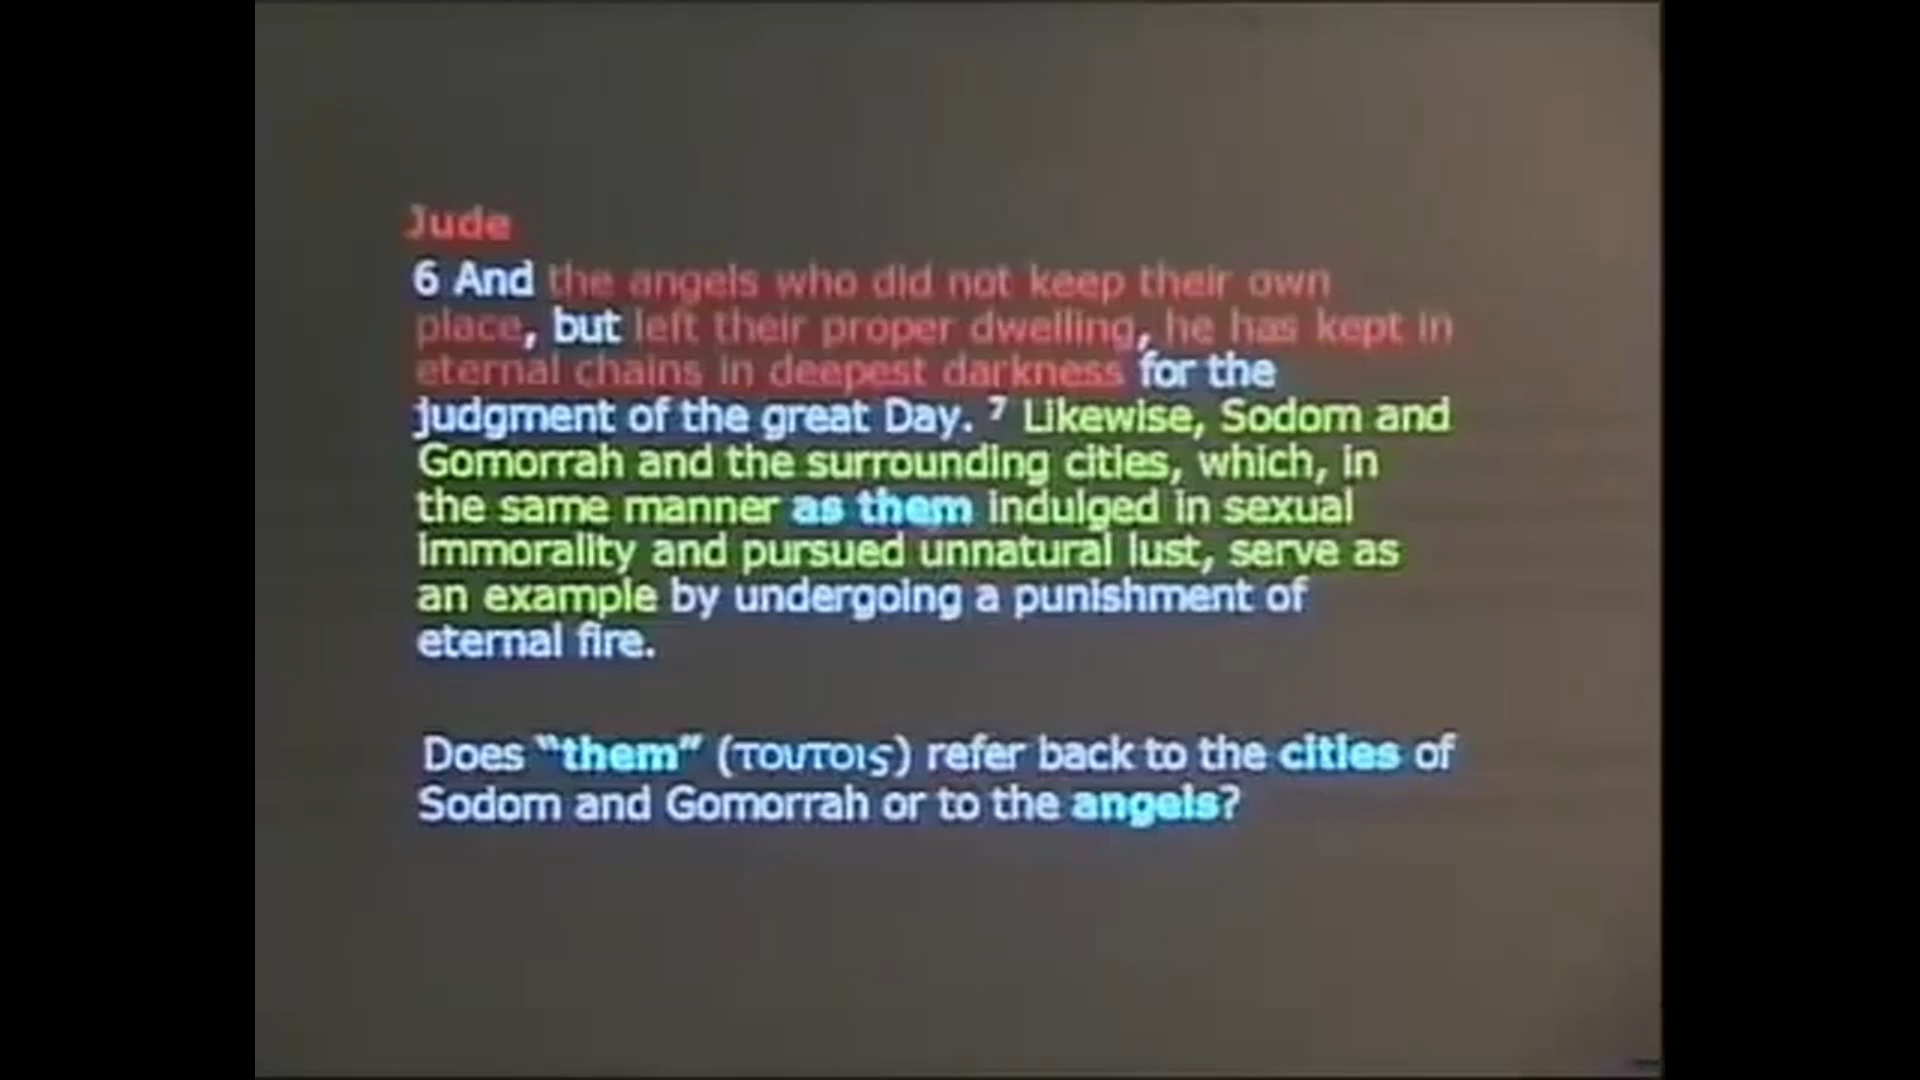 Jude
6 And the angels who did not keep their own
place, but left their proper dwelling, he has kept in
eternal chains in deepest darkness for the
judgment of the great Day. ⁷ Likewise, Sodom and
Gomorrah and the surrounding cities, which, in
the same manner as them indulged in sexual
immorality and pursued unnatural lust, serve as
an example by undergoing a punishment of
eternal fire.
Does “them” (τουτοις) refer back to the cities of
Sodom and Gomorrah or to the angels?